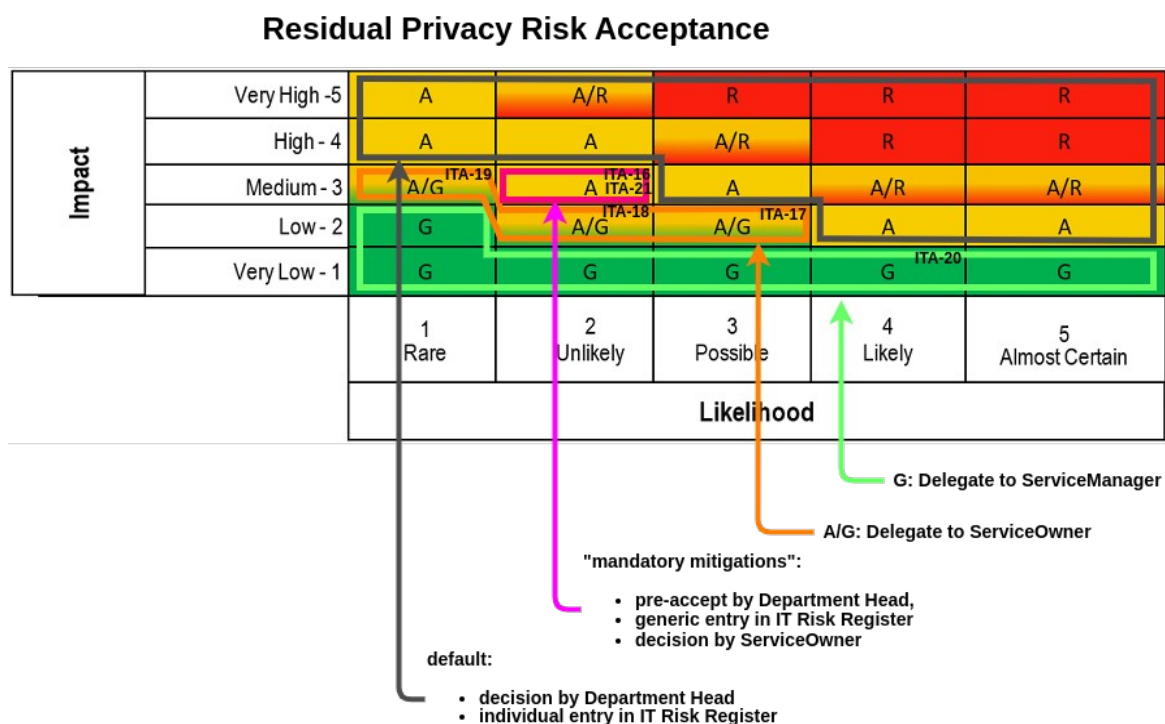 Residual Privacy Risk Acceptance
Impact
Very High -5 A A/R R R R
High - 4 A A A/R R R
Medium - 3 A/G ITA-19 A ITA-16 ITA-21 A A/R A/R
Low - 2 G A/G ITA-18 A/G ITA-17 A A
Very Low - 1 G G G G ITA-20 G
1 2 3 4 5
Rare Unlikely Possible Likely Almost Certain
Likelihood
G: Delegate to ServiceManager
A/G: Delegate to ServiceOwner
"mandatory mitigations":
• pre-accept by Department Head,
• generic entry in IT Risk Register
• decision by ServiceOwner
default:
• decision by Department Head
• individual entry in IT Risk Register